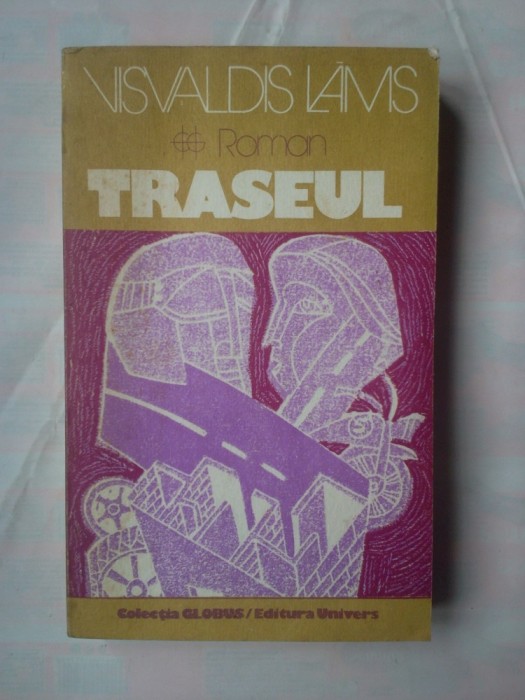 VISVALDIS LĀMS
Roman
TRASEUL
Colecția GLOBUS/Editura Univers